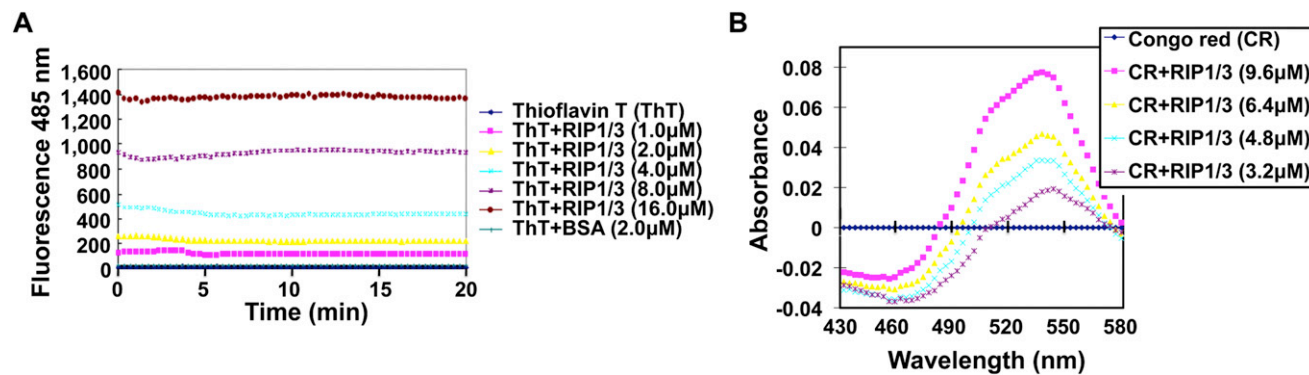 A
Fluorescence 485 nm
1,600
1,400
1,200
1,000
800
600
400
200
0
0 5 10 15 20
Time (min)
Thioflavin T (ThT)
ThT+RIP1/3 (1.0μM)
ThT+RIP1/3 (2.0μM)
ThT+RIP1/3 (4.0μM)
ThT+RIP1/3 (8.0μM)
ThT+RIP1/3 (16.0μM)
ThT+BSA (2.0μM)
B
Absorbance
0.08
0.06
0.04
0.02
0
-0.02
-0.04
430 460 490 520 550 580
Wavelength (nm)
Congo red (CR)
CR+RIP1/3 (9.6μM)
CR+RIP1/3 (6.4μM)
CR+RIP1/3 (4.8μM)
CR+RIP1/3 (3.2μM)